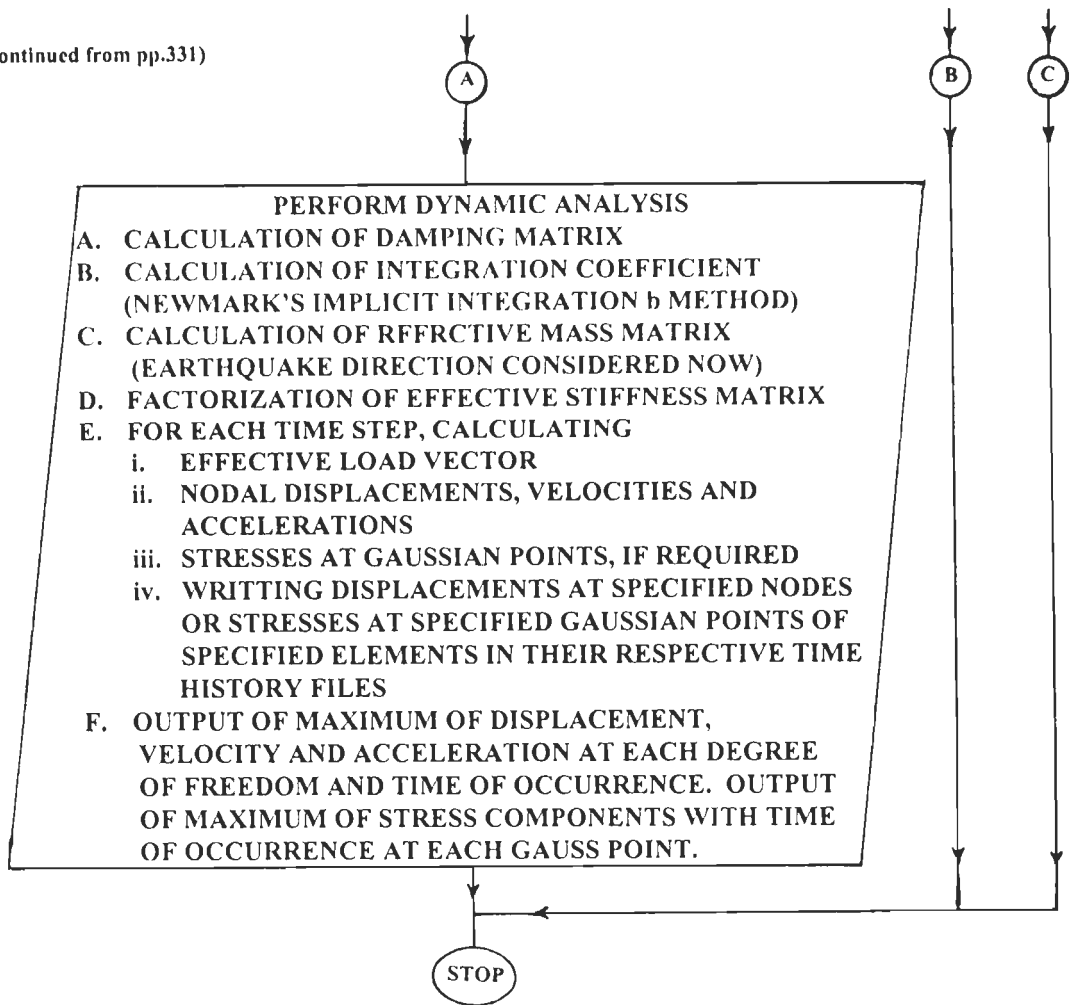 ontinued from pp.331)
A
B
C
PERFORM DYNAMIC ANALYSIS
A. CALCULATION OF DAMPING MATRIX
B. CALCULATION OF INTEGRATION COEFFICIENT
(NEWMARK'S IMPLICIT INTEGRATION b METHOD)
C. CALCULATION OF RFFRCTIVE MASS MATRIX
(EARTHQUAKE DIRECTION CONSIDERED NOW)
D. FACTORIZATION OF EFFECTIVE STIFFNESS MATRIX
E. FOR EACH TIME STEP, CALCULATING
i. EFFECTIVE LOAD VECTOR
ii. NODAL DISPLACEMENTS, VELOCITIES AND
ACCELERATIONS
iii. STRESSES AT GAUSSIAN POINTS, IF REQUIRED
iv. WRITTING DISPLACEMENTS AT SPECIFIED NODES
OR STRESSES AT SPECIFIED GAUSSIAN POINTS OF
SPECIFIED ELEMENTS IN THEIR RESPECTIVE TIME
HISTORY FILES
F. OUTPUT OF MAXIMUM OF DISPLACEMENT,
VELOCITY AND ACCELERATION AT EACH DEGREE
OF FREEDOM AND TIME OF OCCURRENCE. OUTPUT
OF MAXIMUM OF STRESS COMPONENTS WITH TIME
OF OCCURRENCE AT EACH GAUSS POINT.
STOP